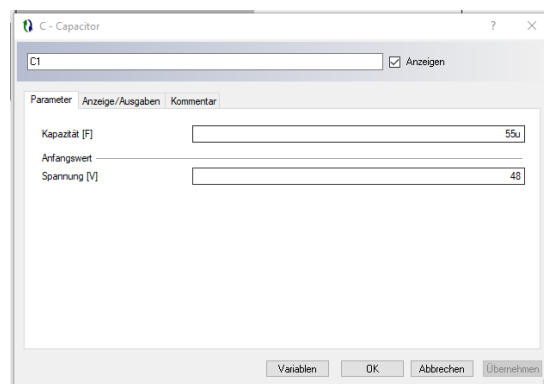 C - Capacitor
C1
Anzeigen
Parameter Anzeige/Ausgaben Kommentar
Kapazität [F] 55u
Anfangswert
Spannung [V] 48
Variablen OK Abbrechen Übernehmen